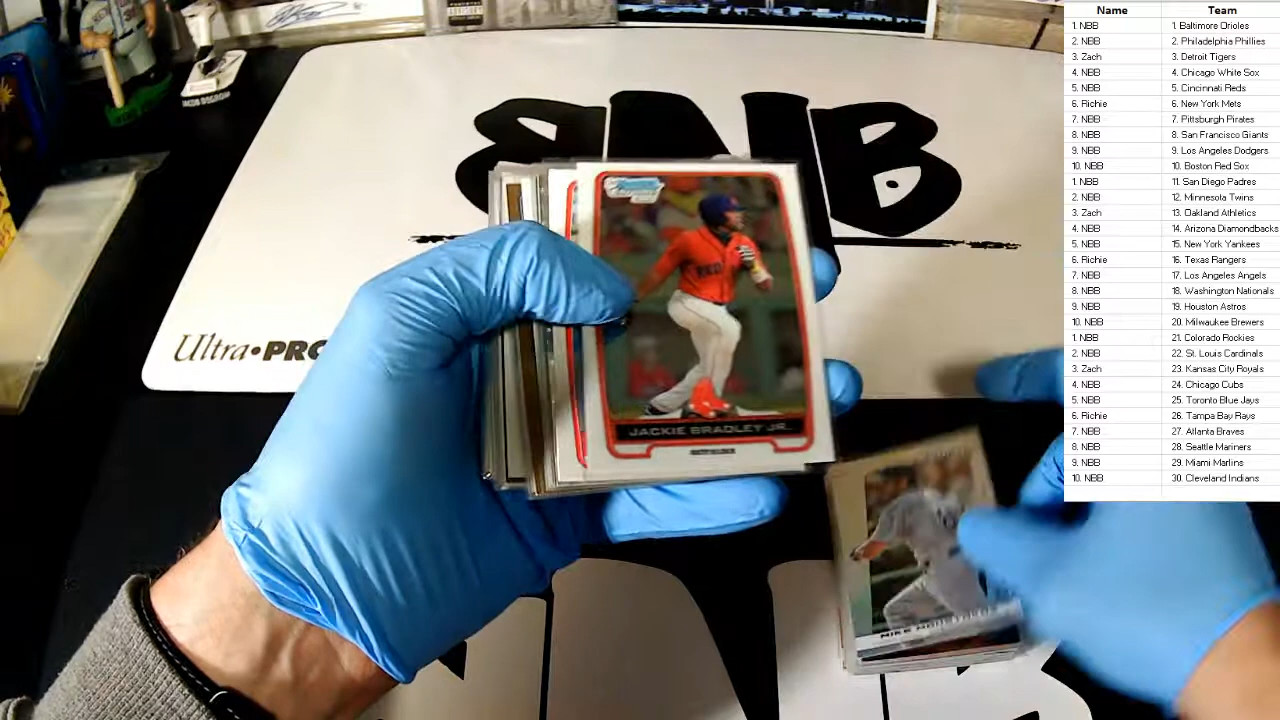 Name Team
1. NBB 1. Baltimore Orioles
2. NBB 2. Philadelphia Phillies
3. Zach 3. Detroit Tigers
4. NBB 4. Chicago White Sox
5. NBB 5. Cincinnati Reds
6. Richie 6. New York Mets
7. NBB 7. Pittsburgh Pirates
8. NBB 8. San Francisco Giants
9. NBB 9. Los Angeles Dodgers
10. NBB 10. Boston Red Sox
1. NBB 11. San Diego Padres
2. NBB 12. Minnesota Twins
3. Zach 13. Oakland Athletics
4. NBB 14. Arizona Diamondbacks
5. NBB 15. New York Yankees
6. Richie 16. Texas Rangers
7. NBB 17. Los Angeles Angels
8. NBB 18. Washington Nationals
9. NBB 19. Houston Astros
10. NBB 20. Milwaukee Brewers
1. NBB 21. Colorado Rockies
2. NBB 22. St. Louis Cardinals
3. Zach 23. Kansas City Royals
4. NBB 24. Chicago Cubs
5. NBB 25. Toronto Blue Jays
6. Richie 26. Tampa Bay Rays
7. NBB 27. Atlanta Braves
8. NBB 28. Seattle Mariners
9. NBB 29. Miami Marlins
10. NBB 30. Cleveland Indians
BNB
Ultra•PRO
JACKIE BRADLEY JR.
MIKE
JACOB DEGROM